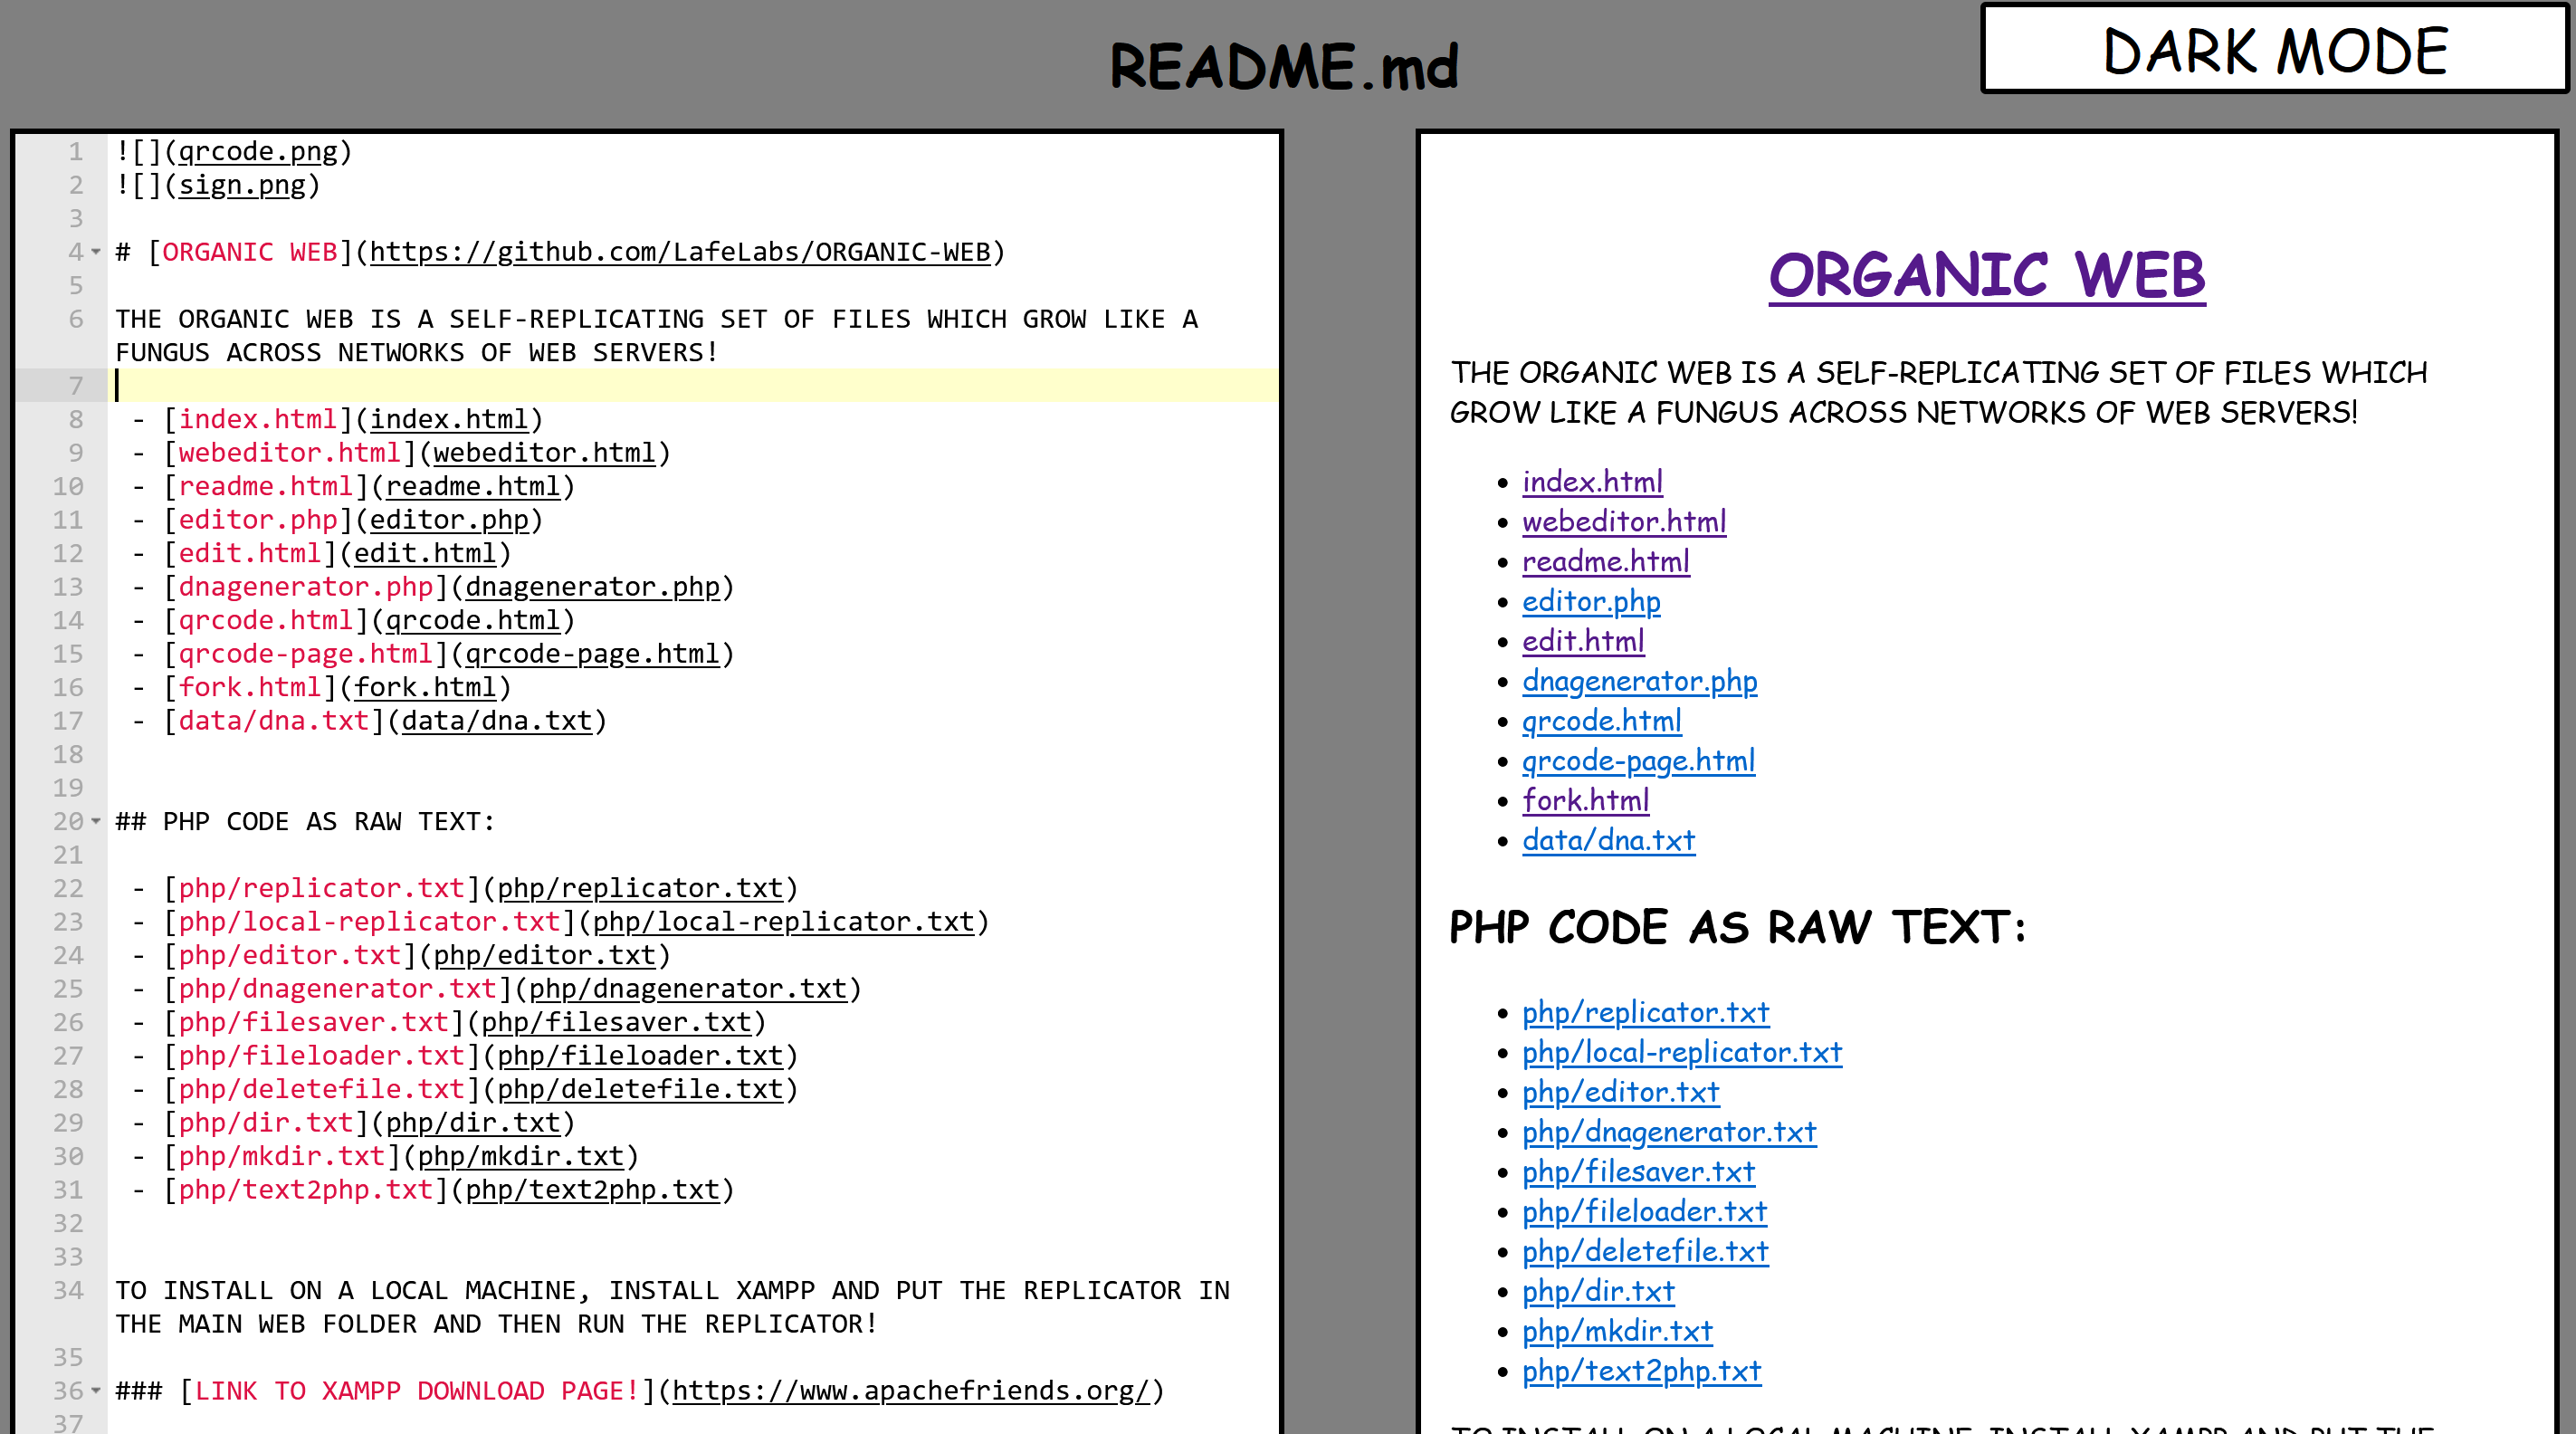 README.md
DARK MODE
1 ![](qrcode.png)
2 ![](sign.png)
3
4 # [ORGANIC WEB](https://github.com/LafeLabs/ORGANIC-WEB)
5
6 THE ORGANIC WEB IS A SELF-REPLICATING SET OF FILES WHICH GROW LIKE A
FUNGUS ACROSS NETWORKS OF WEB SERVERS!
7
8 - [index.html](index.html)
9 - [webeditor.html](webeditor.html)
10 - [readme.html](readme.html)
11 - [editor.php](editor.php)
12 - [edit.html](edit.html)
13 - [dnagenerator.php](dnagenerator.php)
14 - [qrcode.html](qrcode.html)
15 - [qrcode-page.html](qrcode-page.html)
16 - [fork.html](fork.html)
17 - [data/dna.txt](data/dna.txt)
18
19
20 ## PHP CODE AS RAW TEXT:
21
22 - [php/replicator.txt](php/replicator.txt)
23 - [php/local-replicator.txt](php/local-replicator.txt)
24 - [php/editor.txt](php/editor.txt)
25 - [php/dnagenerator.txt](php/dnagenerator.txt)
26 - [php/filesaver.txt](php/filesaver.txt)
27 - [php/fileloader.txt](php/fileloader.txt)
28 - [php/deletefile.txt](php/deletefile.txt)
29 - [php/dir.txt](php/dir.txt)
30 - [php/mkdir.txt](php/mkdir.txt)
31 - [php/text2php.txt](php/text2php.txt)
32
33
34 TO INSTALL ON A LOCAL MACHINE, INSTALL XAMPP AND PUT THE REPLICATOR IN
THE MAIN WEB FOLDER AND THEN RUN THE REPLICATOR!
35
36 ### [LINK TO XAMPP DOWNLOAD PAGE!](https://www.apachefriends.org/)
37
ORGANIC WEB
THE ORGANIC WEB IS A SELF-REPLICATING SET OF FILES WHICH
GROW LIKE A FUNGUS ACROSS NETWORKS OF WEB SERVERS!
• index.html
• webeditor.html
• readme.html
• editor.php
• edit.html
• dnagenerator.php
• qrcode.html
• qrcode-page.html
• fork.html
• data/dna.txt
PHP CODE AS RAW TEXT:
• php/replicator.txt
• php/local-replicator.txt
• php/editor.txt
• php/dnagenerator.txt
• php/filesaver.txt
• php/fileloader.txt
• php/deletefile.txt
• php/dir.txt
• php/mkdir.txt
• php/text2php.txt
TO INSTALL ON A LOCAL MACHINE, INSTALL XAMPP AND PUT THE